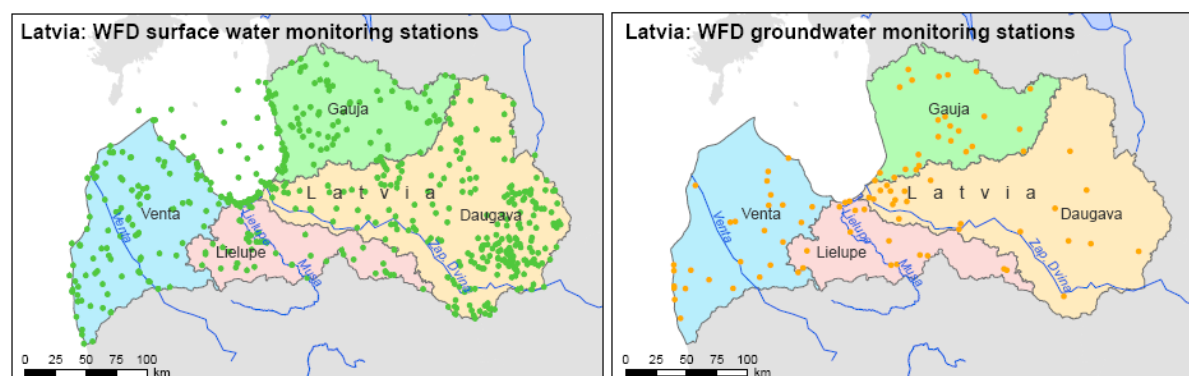 Latvia: WFD surface water monitoring stations
Gauja
Latvia
Venta
Venta
Daugava
Lielupe
Lielupe
Musa
Zap. Dvina
0 25 50 75 100
km
Latvia: WFD groundwater monitoring stations
Gauja
Latvia
Venta
Venta
Daugava
Lielupe
Lielupe
Musa
Zap. Dvina
0 25 50 75 100
km